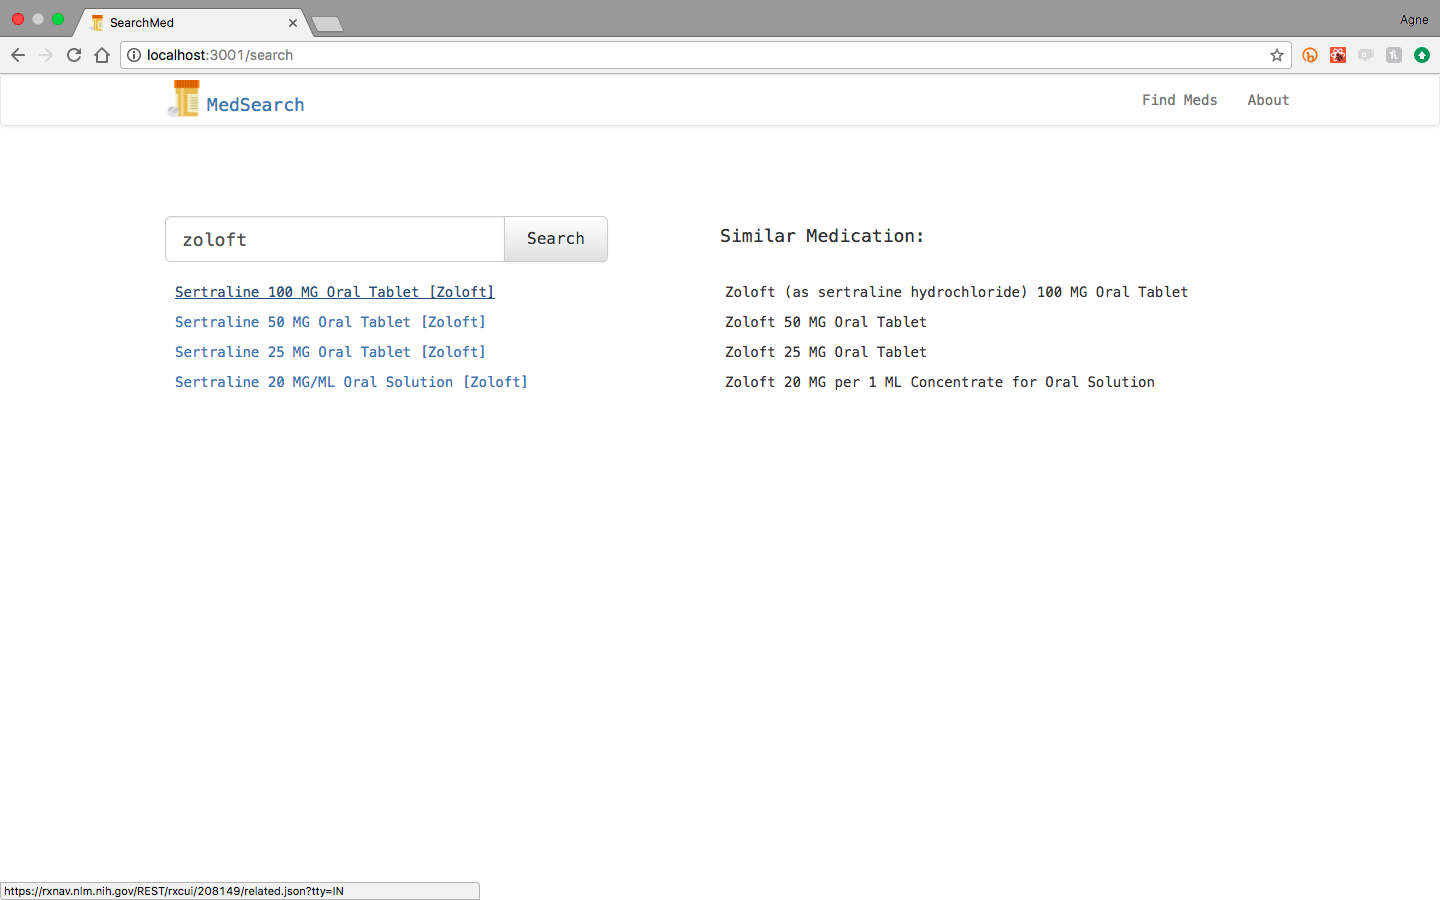 SearchMed
Agne
localhost:3001/search
MedSearch
Find Meds
About
zoloft
Search
Sertraline 100 MG Oral Tablet [Zoloft]
Sertraline 50 MG Oral Tablet [Zoloft]
Sertraline 25 MG Oral Tablet [Zoloft]
Sertraline 20 MG/ML Oral Solution [Zoloft]
Similar Medication:
Zoloft (as sertraline hydrochloride) 100 MG Oral Tablet
Zoloft 50 MG Oral Tablet
Zoloft 25 MG Oral Tablet
Zoloft 20 MG per 1 ML Concentrate for Oral Solution
https://rxnav.nlm.nih.gov/REST/rxcui/208149/related.json?tty=IN